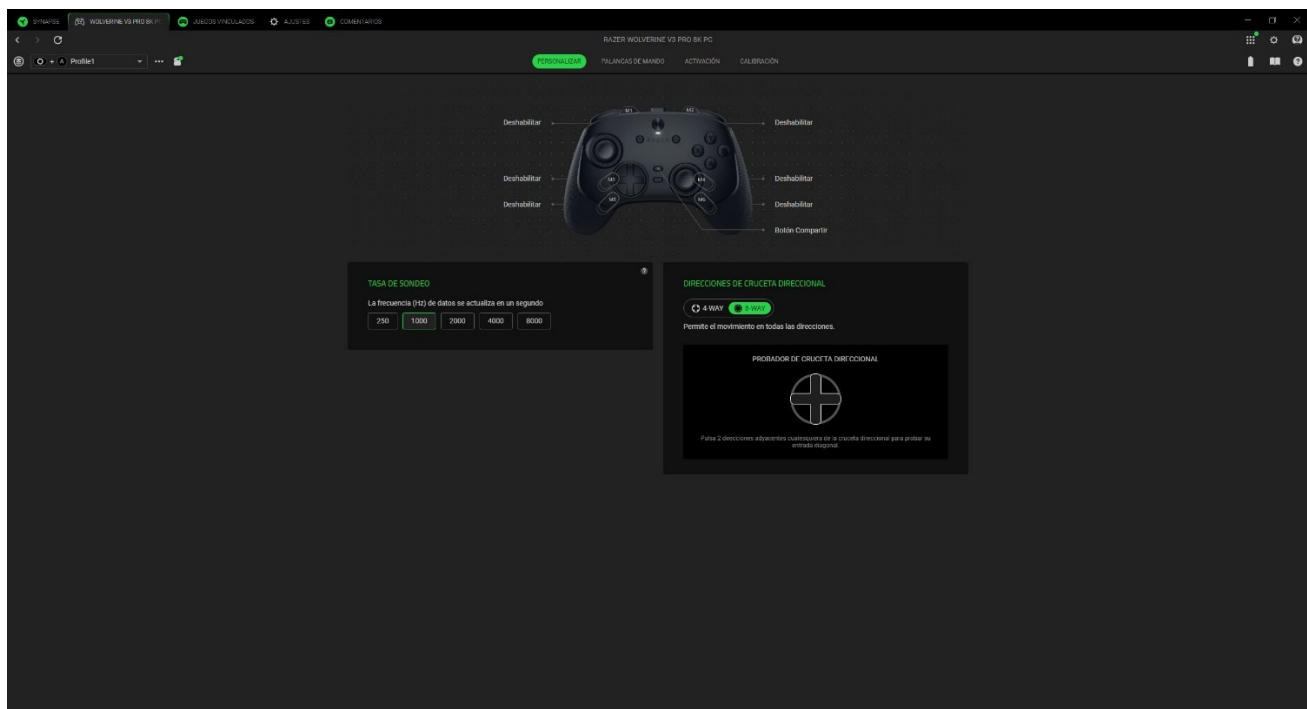 SYNAPSE
WOLVERINE V3 PRO 8K PC
JUEGOS VINCULADOS
AJUSTES
COMENTARIOS
RAZER WOLVERINE V3 PRO 8K PC
A Profile1
PERSONALIZAR
PALANCAS DE MANDO
ACTIVACIÓN
CALIBRACIÓN
M1
M2
Deshabilitar
Deshabilitar
Deshabilitar
M3
M4
Deshabilitar
Deshabilitar
M5
M6
Deshabilitar
Botón Compartir
TASA DE SONDEO
La frecuencia (Hz) de datos se actualiza en un segundo
250
1000
2000
4000
8000
DIRECCIONES DE CRUCETA DIRECCIONAL
4-WAY
8-WAY
Permite el movimiento en todas las direcciones.
PROBADOR DE CRUCETA DIRECCIONAL
Pulsa 2 direcciones adyacentes cualesquiera de la cruceta direccional para probar su
entrada diagonal.